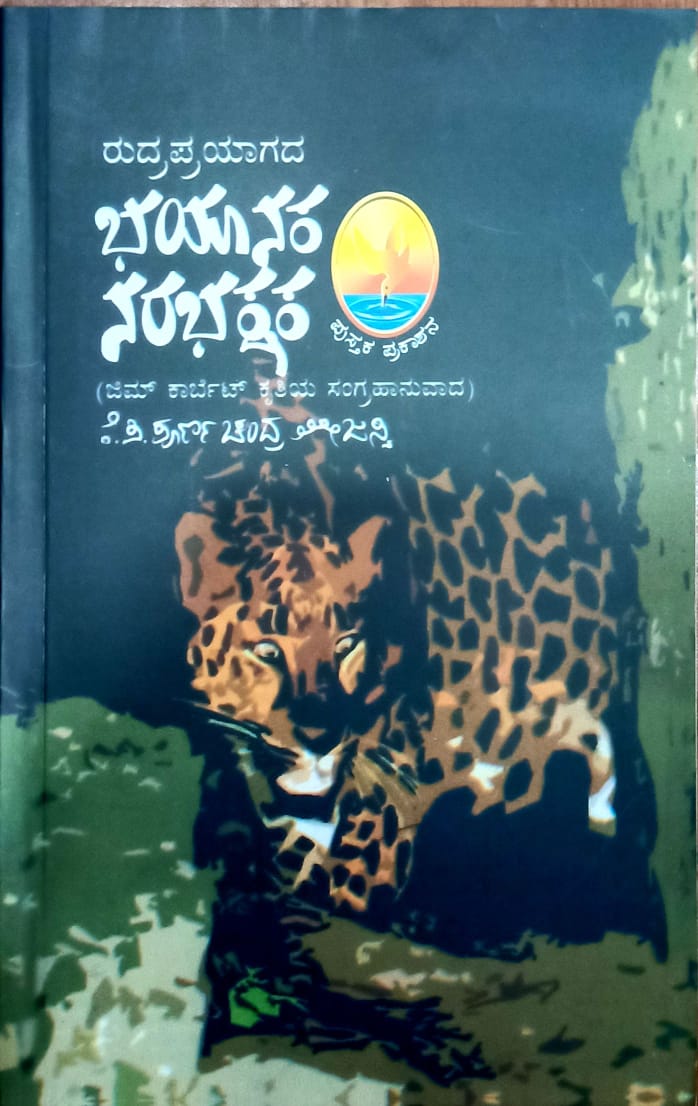 ರುದ್ರಪ್ರಯಾಗದ
ಭಯಾನಕ
ನರಭಕ್ಷಕ
ಪುಸ್ತಕ ಪ್ರಕಾಶನ
(ಜಿಮ್ ಕಾರ್ಬೆಟ್ ಕೃತಿಯ ಸಂಗ್ರಹಾನುವಾದ)
ಕೆ.ಪಿ.ಪೂರ್ಣ ಚಂದ್ರ ತೇಜಸ್ವಿ